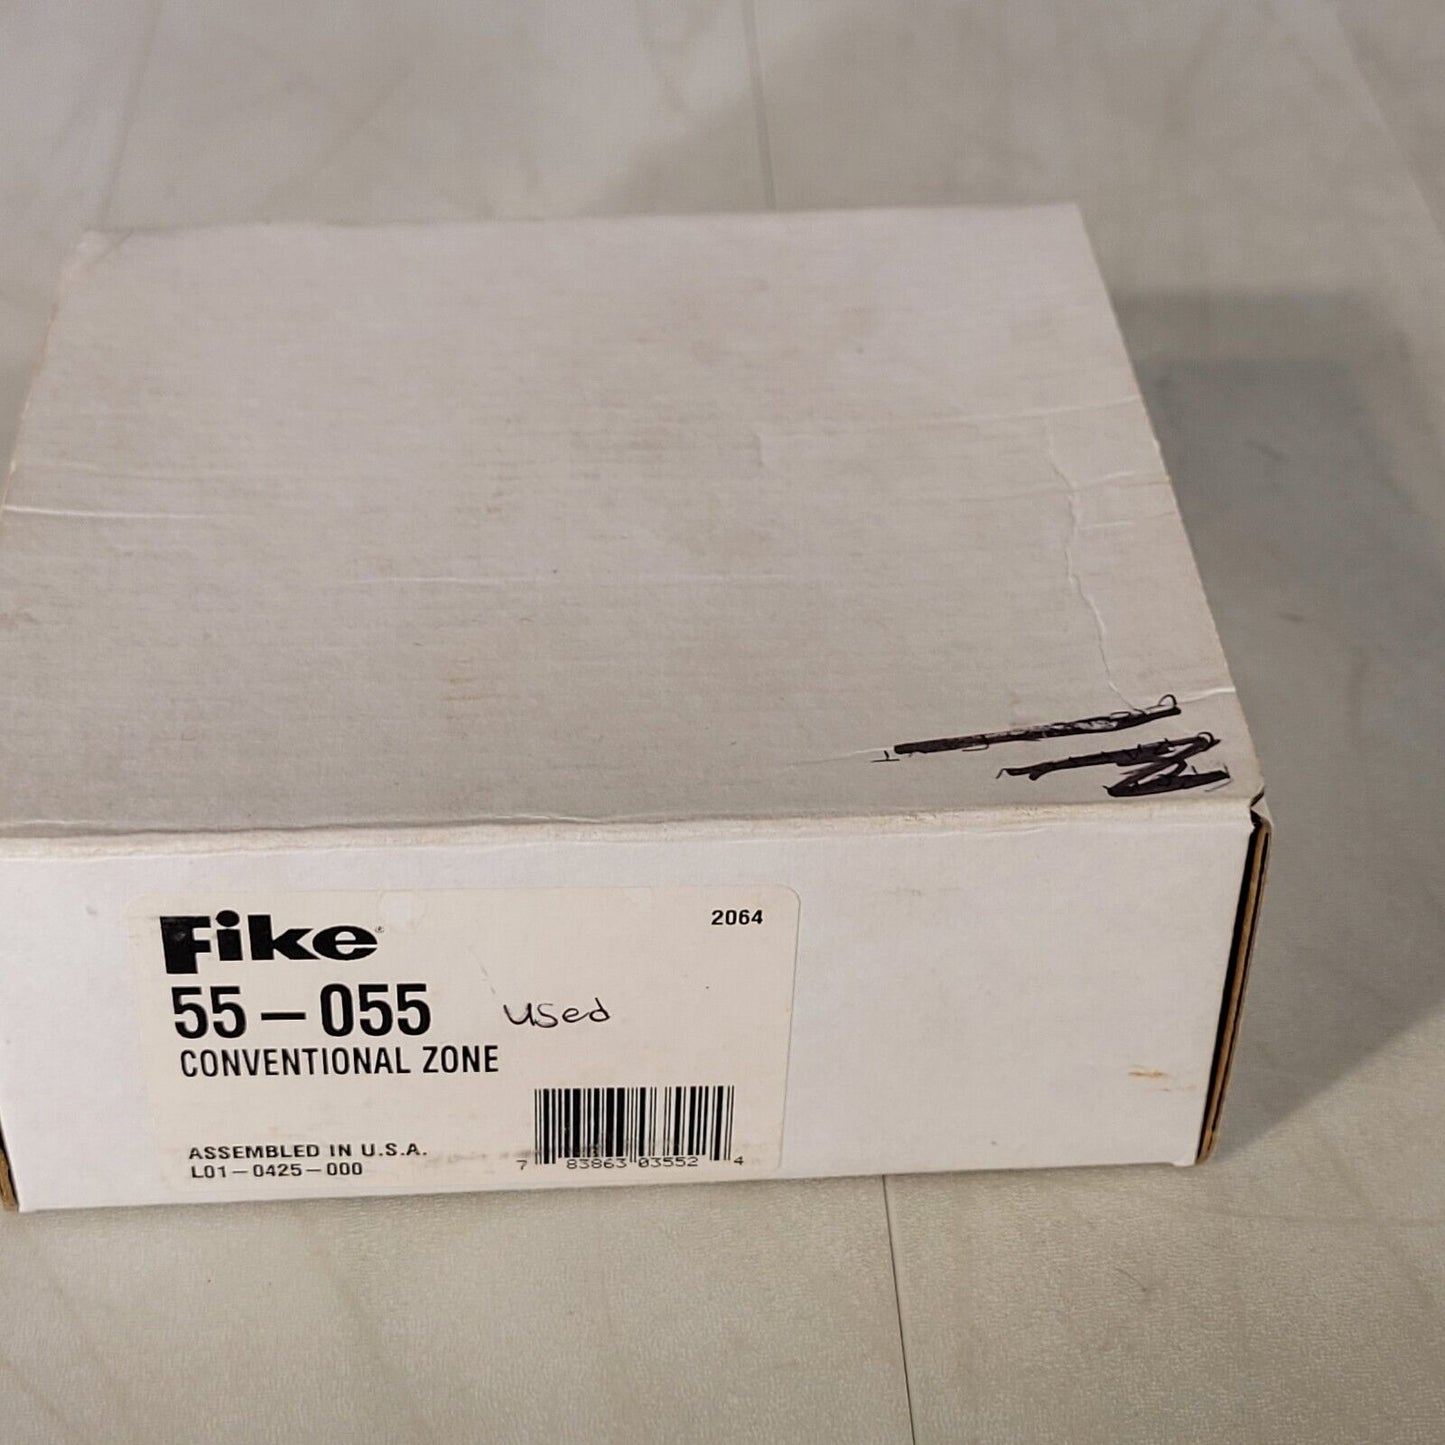 Fike®
2064
55-055
used
CONVENTIONAL ZONE
ASSEMBLED IN U.S.A.
L01-0425-000
7 83863 03552 4